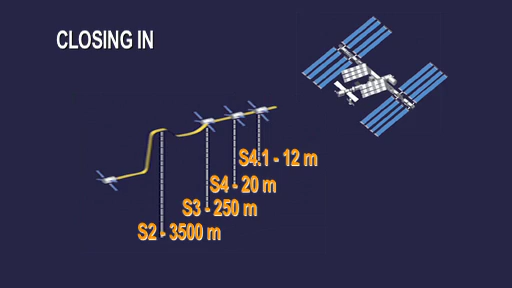 CLOSING IN
S4.1 - 12 m
S4 - 20 m
S3 - 250 m
S2 - 3500 m